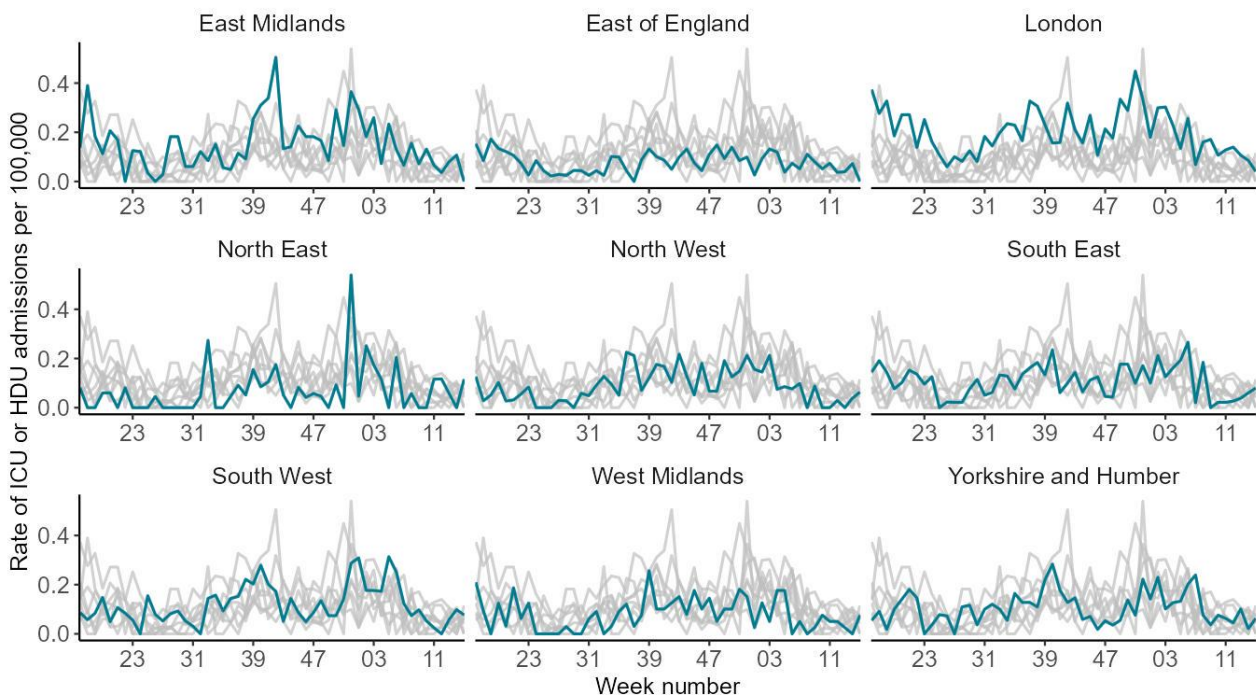 East Midlands
East of England
London
0.4
0.2
0.0
23 31 39 47 03 11
23 31 39 47 03 11
23 31 39 47 03 11
North East
North West
South East
0.4
0.2
0.0
23 31 39 47 03 11
23 31 39 47 03 11
23 31 39 47 03 11
South West
West Midlands
Yorkshire and Humber
0.4
0.2
0.0
23 31 39 47 03 11
23 31 39 47 03 11
23 31 39 47 03 11
Rate of ICU or HDU admissions per 100,000
Week number